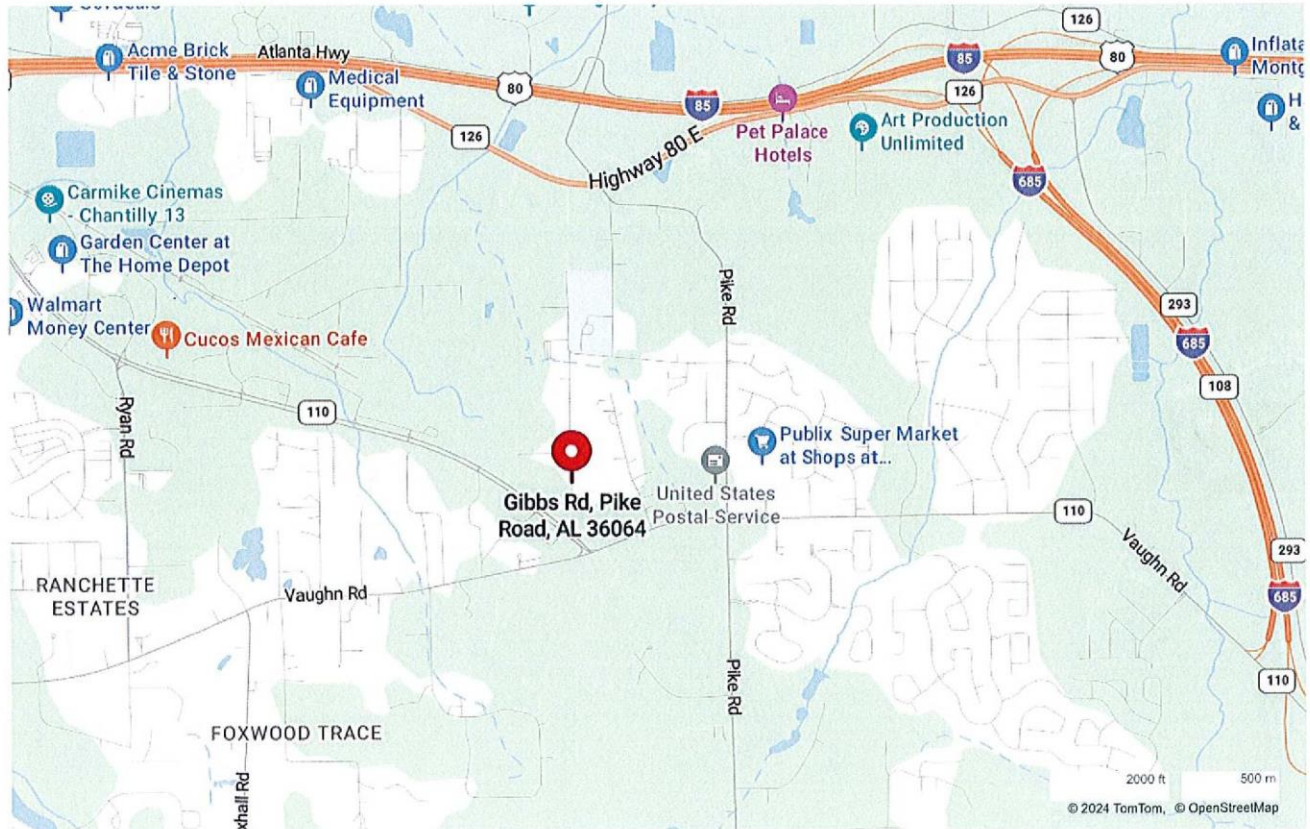 126
Acme Brick
Tile & Stone
Atlanta Hwy
Medical
Equipment
80
85
85
80
Inflata
Montg
126
126
Highway 80 E
Pet Palace
Hotels
Art Production
Unlimited
H
&
685
Carmike Cinemas
- Chantilly 13
Garden Center at
The Home Depot
Pike Rd
293
Walmart
Money Center
Cucos Mexican Cafe
685
108
Ryan Rd
110
Publix Super Market
at Shops at...
Gibbs Rd, Pike
Road, AL 36064
United States
Postal Service
110
Vaughn Rd
293
RANCHETTE
ESTATES
Vaughn Rd
685
Pike Rd
110
FOXWOOD TRACE
xhall Rd
2000 ft
500 m
© 2024 TomTom, © OpenStreetMap